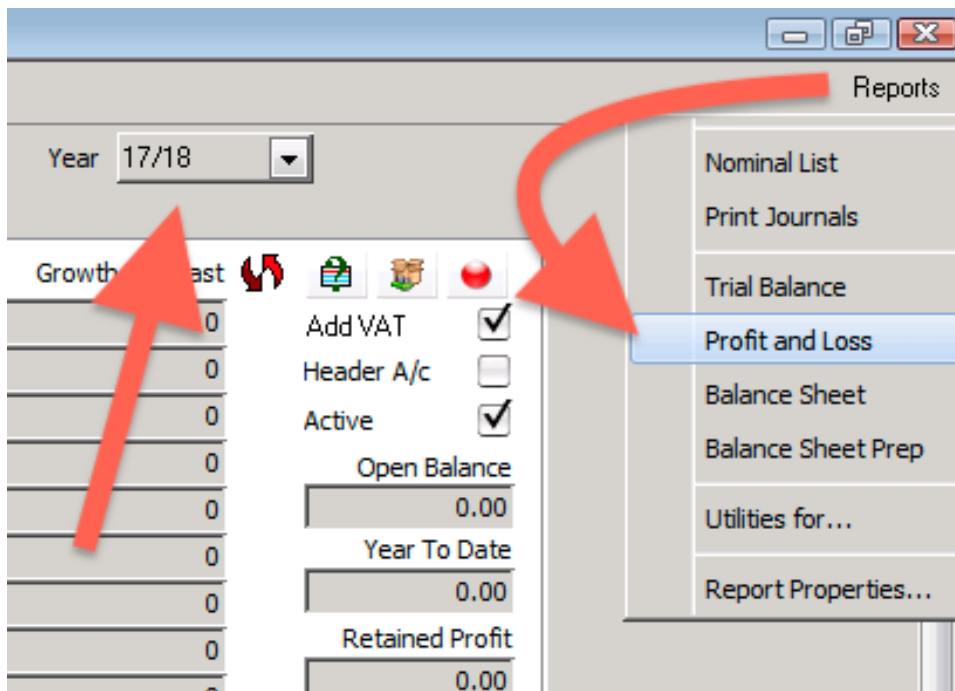 Reports
Year 17/18
Nominal List
Print Journals
Trial Balance
Profit and Loss
Balance Sheet
Balance Sheet Prep
Utilities for...
Report Properties...
Growth
ast
0
0
0
0
0
0
0
0
Add VAT
Header A/c
Active
Open Balance
0.00
Year To Date
0.00
Retained Profit
0.00